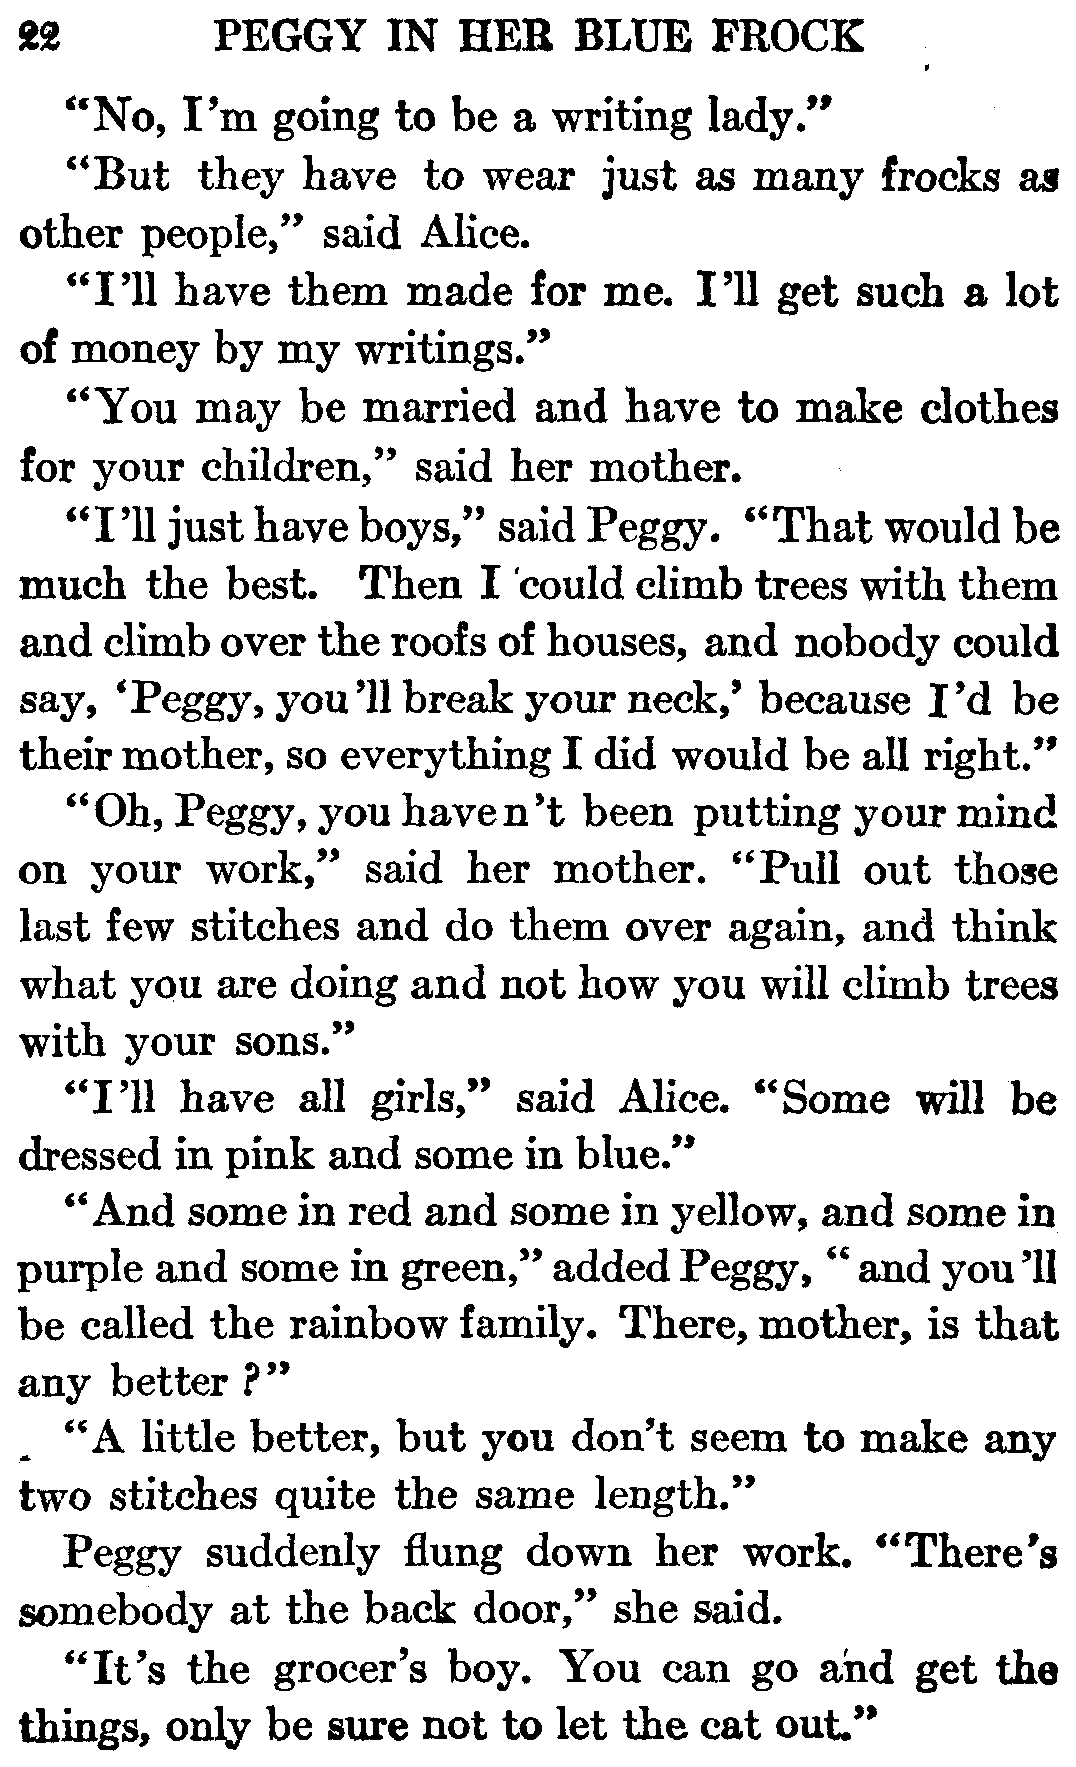 22 PEGGY IN HER BLUE FROCK
“No, I’m going to be a writing lady.”
“But they have to wear just as many frocks as
other people,” said Alice.
“I’ll have them made for me. I’ll get such a lot
of money by my writings.”
“You may be married and have to make clothes
for your children,” said her mother.
“I’ll just have boys,” said Peggy. “That would be
much the best. Then I could climb trees with them
and climb over the roofs of houses, and nobody could
say, ‘Peggy, you’ll break your neck,’ because I’d be
their mother, so everything I did would be all right.”
“Oh, Peggy, you haven’t been putting your mind
on your work,” said her mother. “Pull out those
last few stitches and do them over again, and think
what you are doing and not how you will climb trees
with your sons.”
“I’ll have all girls,” said Alice. “Some will be
dressed in pink and some in blue.”
“And some in red and some in yellow, and some in
purple and some in green,” added Peggy, “and you’ll
be called the rainbow family. There, mother, is that
any better?”
“A little better, but you don’t seem to make any
two stitches quite the same length.”
Peggy suddenly flung down her work. “There’s
somebody at the back door,” she said.
“It’s the grocer’s boy. You can go and get the
things, only be sure not to let the cat out.”